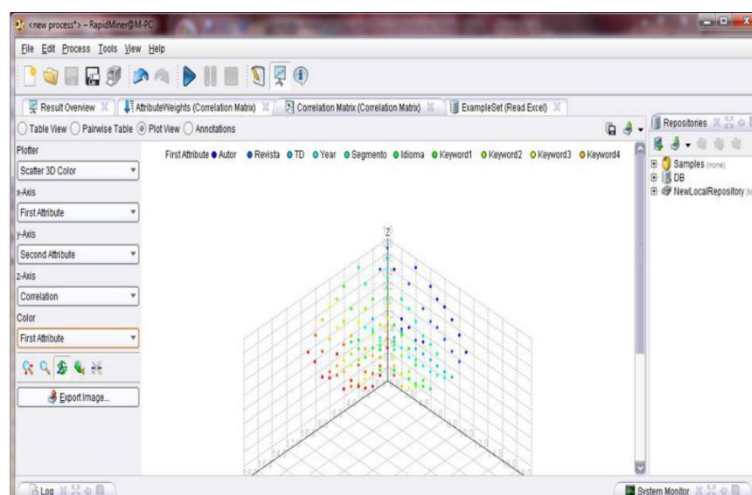 <new process*> – RapidMiner@M-PC
File Edit Process Tools View Help
Result Overview AttributeWeights (Correlation Matrix) Correlation Matrix (Correlation Matrix) ExampleSet (Read Excel)
Table View Pairwise Table Plot View Annotations
Plotter
Scatter 3D Color
x-Axis
First Attribute
y-Axis
Second Attribute
z-Axis
Correlation
Color
First Attribute
Export Image...
First Attribute Autor Revista TD Year Segmento Idioma Keyword1 Keyword2 Keyword3 Keyword4
Z
Repositories
Samples (none)
DB
NewLocalRepository
Log
System Monitor